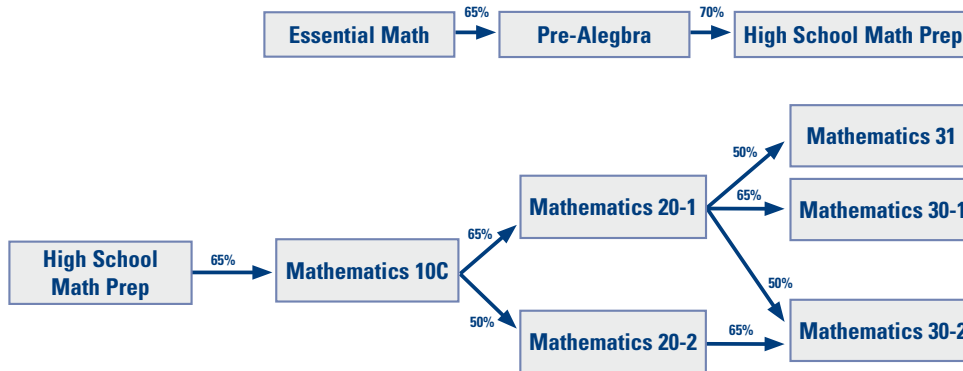 65%
70%
Essential Math
Pre-Alegbra
High School Math Prep
Mathematics 31
50%
Mathematics 20-1
65%
Mathematics 30-1
65%
High School
Math Prep
65%
Mathematics 10C
50%
50%
Mathematics 20-2
65%
Mathematics 30-2